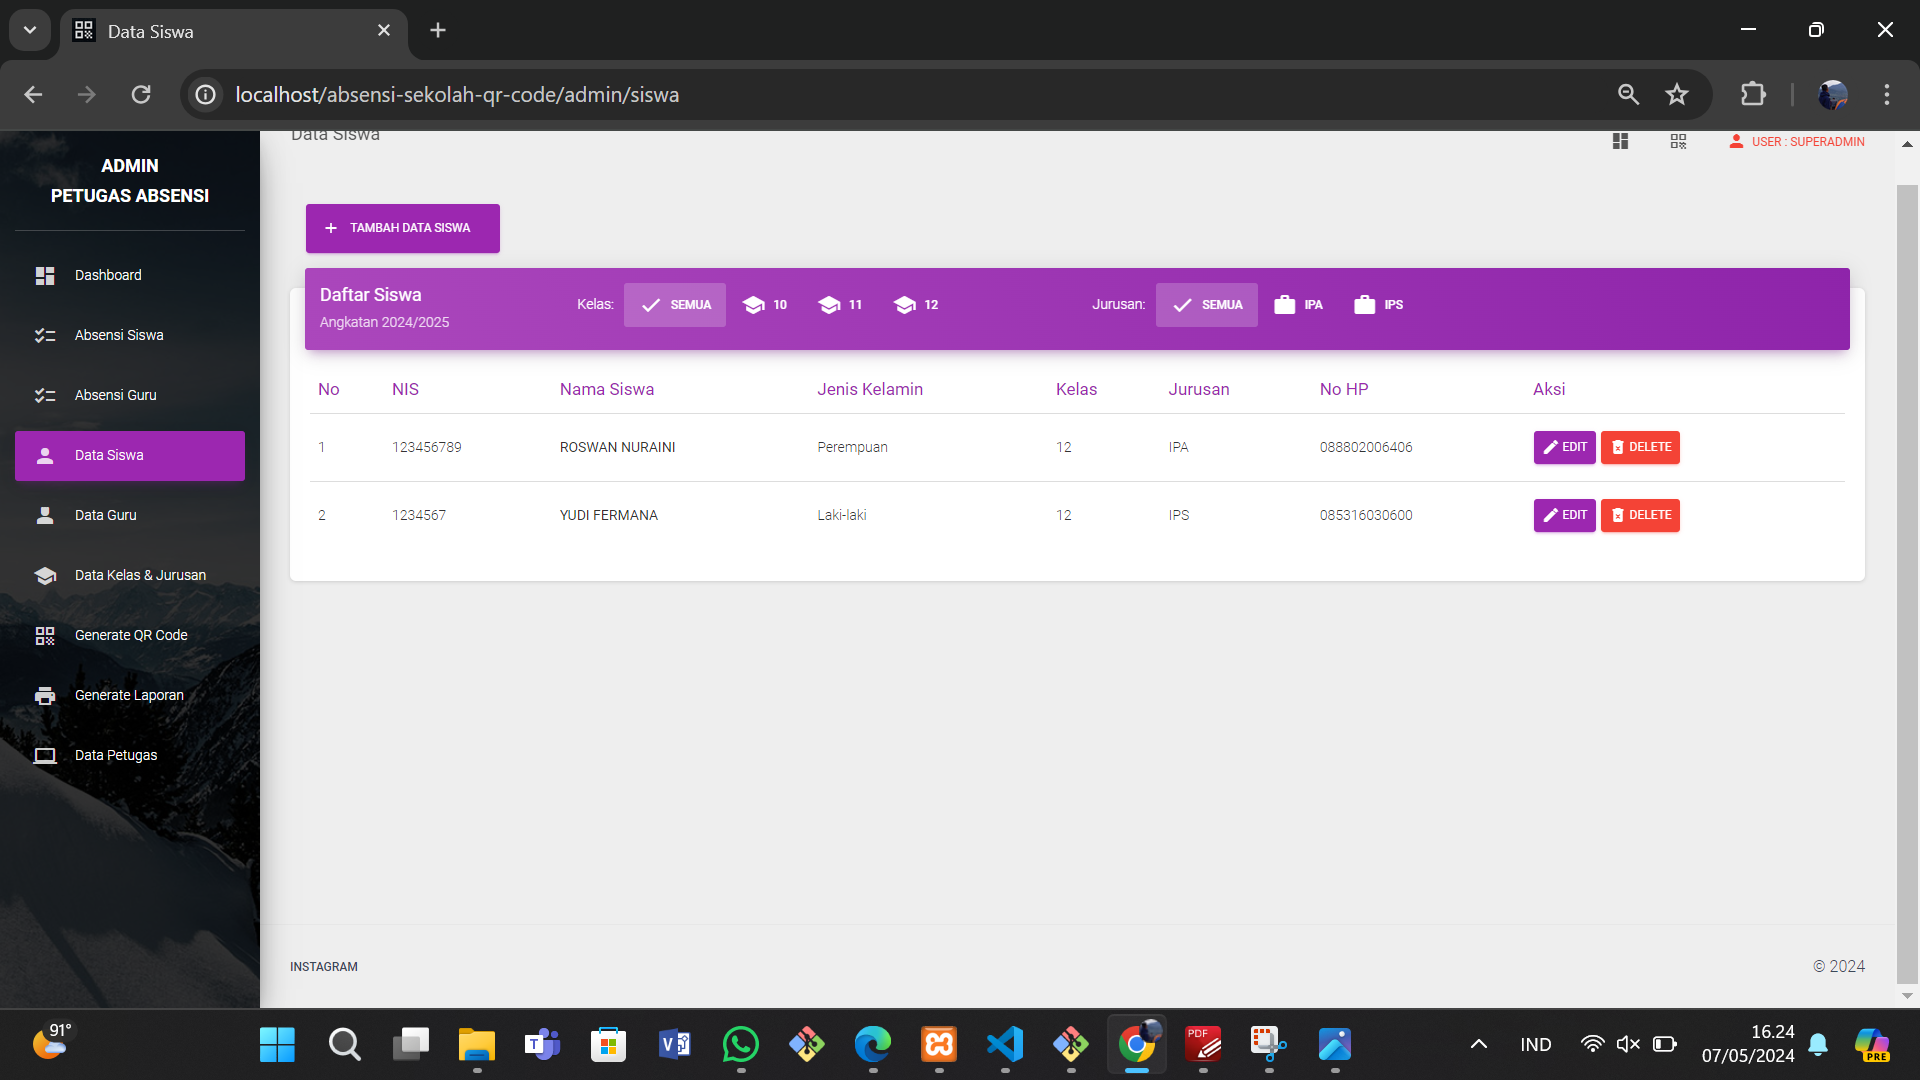 Data Siswa
localhost/absensi-sekolah-qr-code/admin/siswa
ADMIN
PETUGAS ABSENSI
Dashboard
Absensi Siswa
Absensi Guru
Data Siswa
Data Guru
Data Kelas & Jurusan
Generate QR Code
Generate Laporan
Data Petugas
Data Siswa
USER : SUPERADMIN
TAMBAH DATA SISWA
Daftar Siswa
Angkatan 2024/2025
Kelas: SEMUA 10 11 12
Jurusan: SEMUA IPA IPS
No NIS Nama Siswa Jenis Kelamin Kelas Jurusan No HP Aksi
1 123456789 ROSWAN NURAINI Perempuan 12 IPA 088802006406 EDIT DELETE
2 1234567 YUDI FERMANA Laki-laki 12 IPS 085316030600 EDIT DELETE
INSTAGRAM
© 2024
91°
PDF
IND
16.24
07/05/2024
PRE